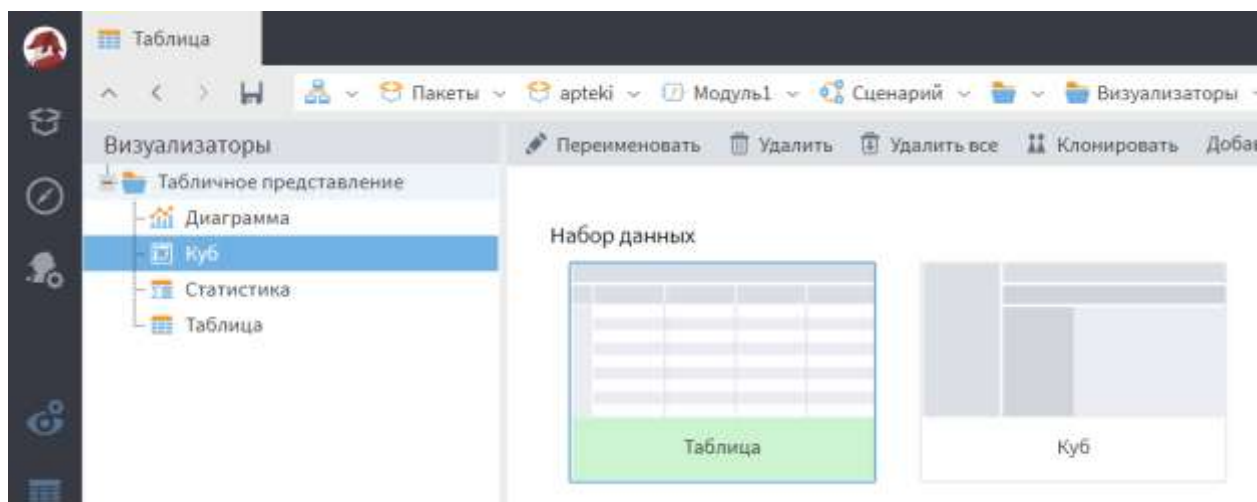 Таблица
Пакеты apteki Модуль1 Сценарий Визуализаторы
Визуализаторы Переименовать Удалить Удалить все Клонировать
Табличное представление
Диаграмма
Куб
Статистика
Таблица
Набор данных
Таблица Куб